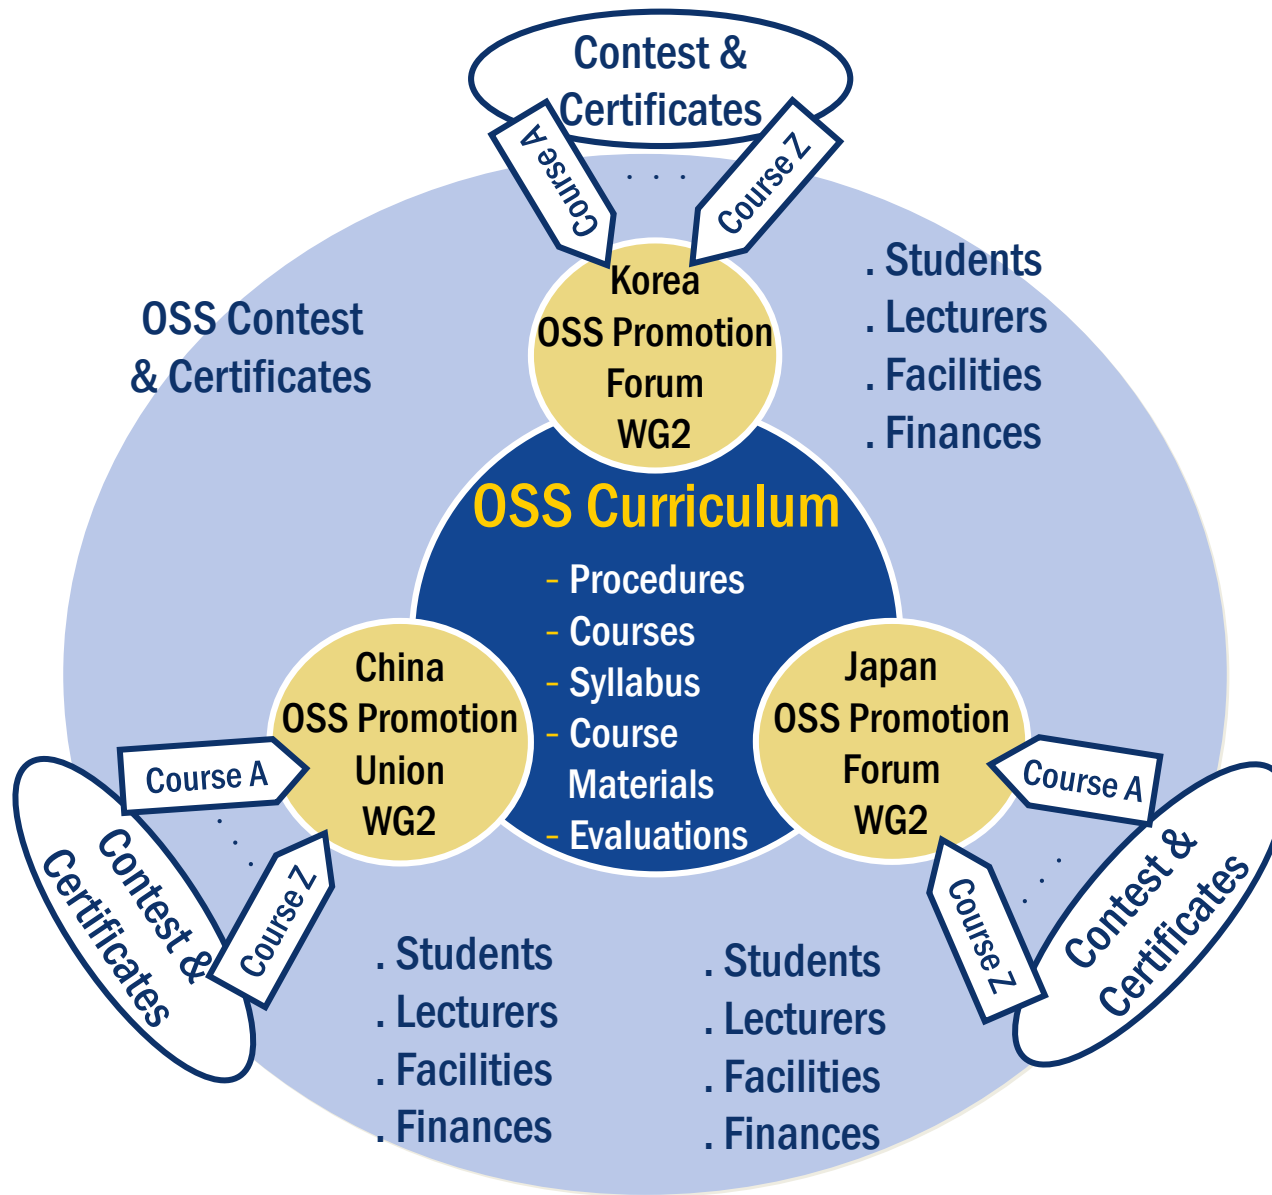 Contest &
Certificates
Course A
. . .
Course Z
Korea
OSS Promotion
Forum
WG2
OSS Contest
& Certificates
. Students
. Lecturers
. Facilities
. Finances
OSS Curriculum
- Procedures
- Courses
- Syllabus
- Course
Materials
- Evaluations
China
OSS Promotion
Union
WG2
Japan
OSS Promotion
Forum
WG2
Course A
. . .
Course Z
Contest &
Certificates
Course A
. . .
Course Z
Contest &
Certificates
. Students
. Lecturers
. Facilities
. Finances
. Students
. Lecturers
. Facilities
. Finances